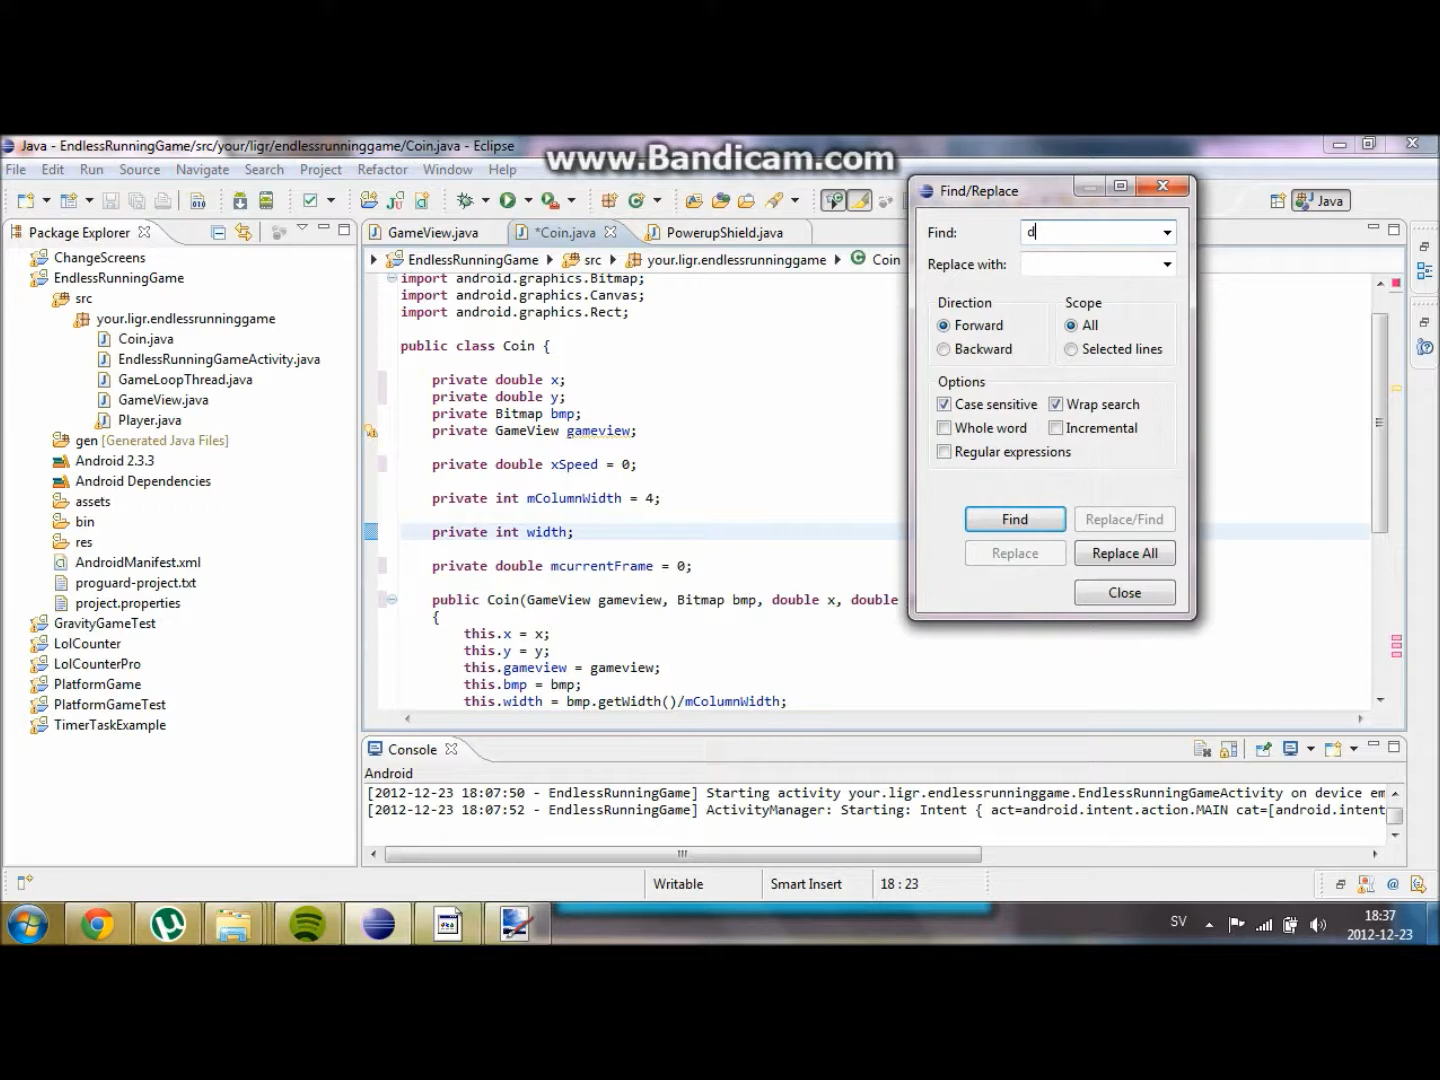 Java - EndlessRunningGame/src/your/ligr/endlessrunninggame/Coin.java - Eclipse
www.Bandicam.com
File Edit Run Source Navigate Search Project Refactor Window Help
Java
Package Explorer
ChangeScreens
EndlessRunningGame
src
your.ligr.endlessrunninggame
Coin.java
EndlessRunningGameActivity.java
GameLoopThread.java
GameView.java
Player.java
gen [Generated Java Files]
Android 2.3.3
Android Dependencies
assets
bin
res
AndroidManifest.xml
proguard-project.txt
project.properties
GravityGameTest
LolCounter
LolCounterPro
PlatformGame
PlatformGameTest
TimerTaskExample
GameView.java *Coin.java PowerupShield.java
EndlessRunningGame src your.ligr.endlessrunninggame Coin
import android.graphics.Bitmap;
import android.graphics.Canvas;
import android.graphics.Rect;
public class Coin {
private double x;
private double y;
private Bitmap bmp;
private GameView gameview;
private double xSpeed = 0;
private int mColumnWidth = 4;
private int width;
private double mcurrentFrame = 0;
public Coin(GameView gameview, Bitmap bmp, double x, double
{
this.x = x;
this.y = y;
this.gameview = gameview;
this.bmp = bmp;
this.width = bmp.getWidth()/mColumnWidth;
Find/Replace
Find: d
Replace with:
Direction Scope
Forward All
Backward Selected lines
Options
Case sensitive Wrap search
Whole word Incremental
Regular expressions
Find Replace/Find
Replace Replace All
Close
Console
Android
[2012-12-23 18:07:50 - EndlessRunningGame] Starting activity your.ligr.endlessrunninggame.EndlessRunningGameActivity on device em
[2012-12-23 18:07:52 - EndlessRunningGame] ActivityManager: Starting: Intent { act=android.intent.action.MAIN cat=[android.intent
Writable Smart Insert 18 : 23
SV 18:37
2012-12-23